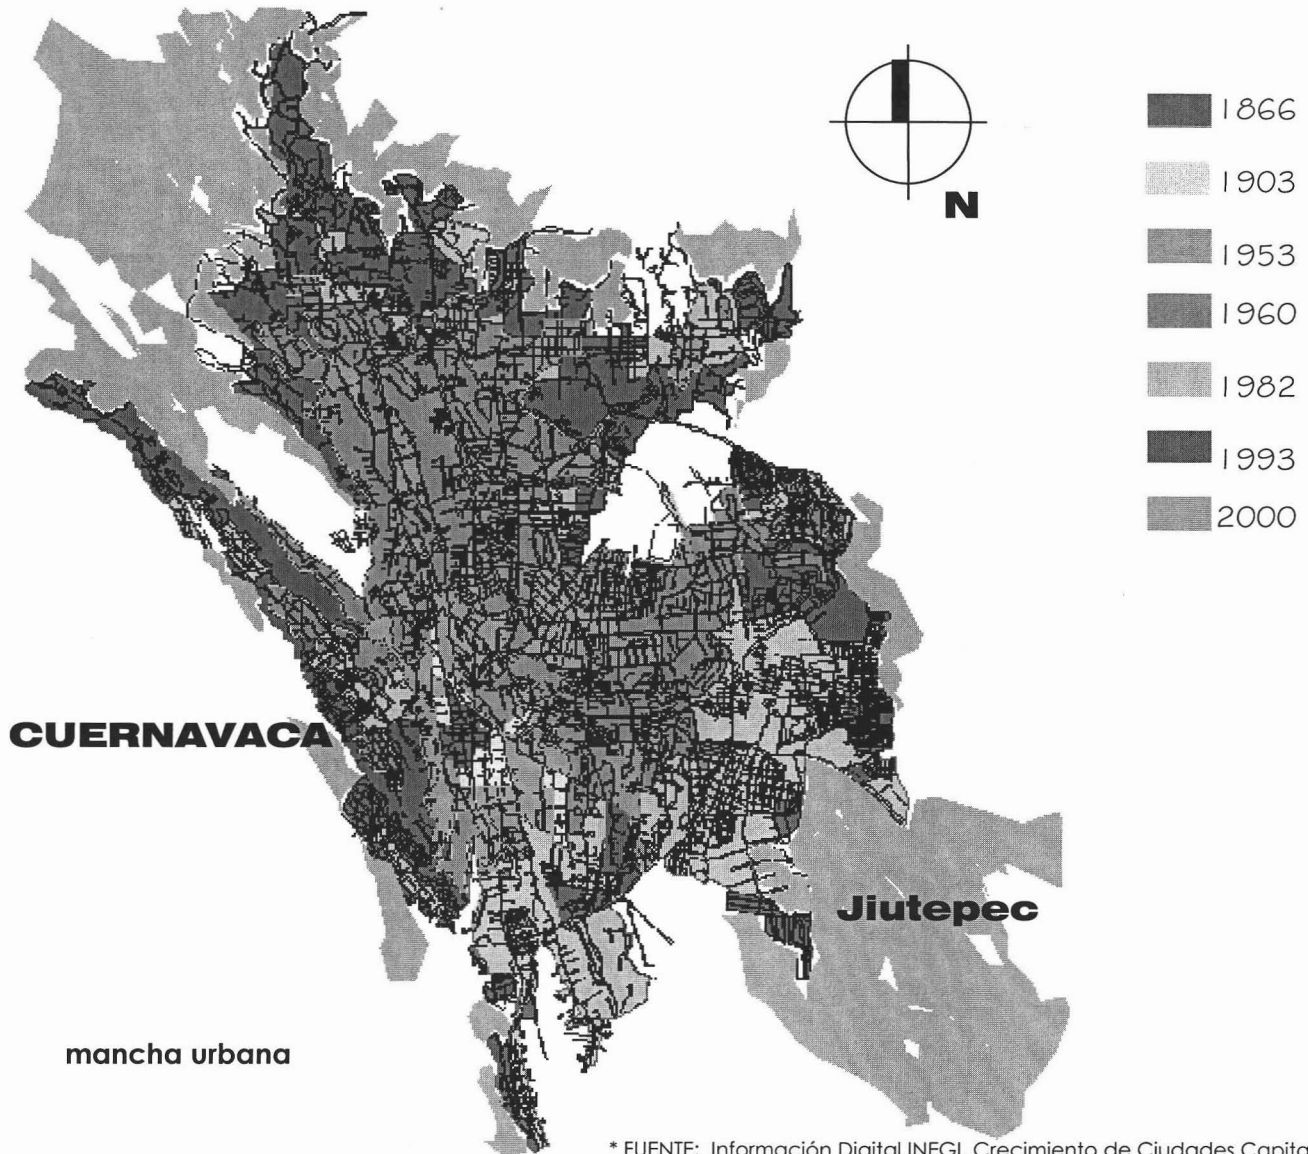 N
1866
1903
1953
1960
1982
1993
2000
CUERNAVACA
Jiutepec
mancha urbana
* FUENTE: Información Digital INEGI, Crecimiento de Ciudades Capita